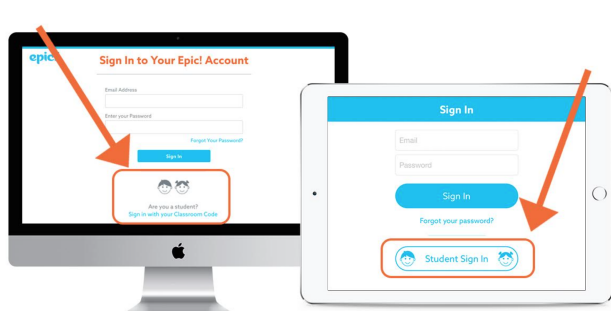 epic!
Sign In to Your Epic! Account
Email Address
Enter your Password
Forgot Your Password?
Sign In
Are you a student?
Sign in with your Classroom Code
Sign In
Email
Password
Sign In
Forgot your password?
Student Sign In